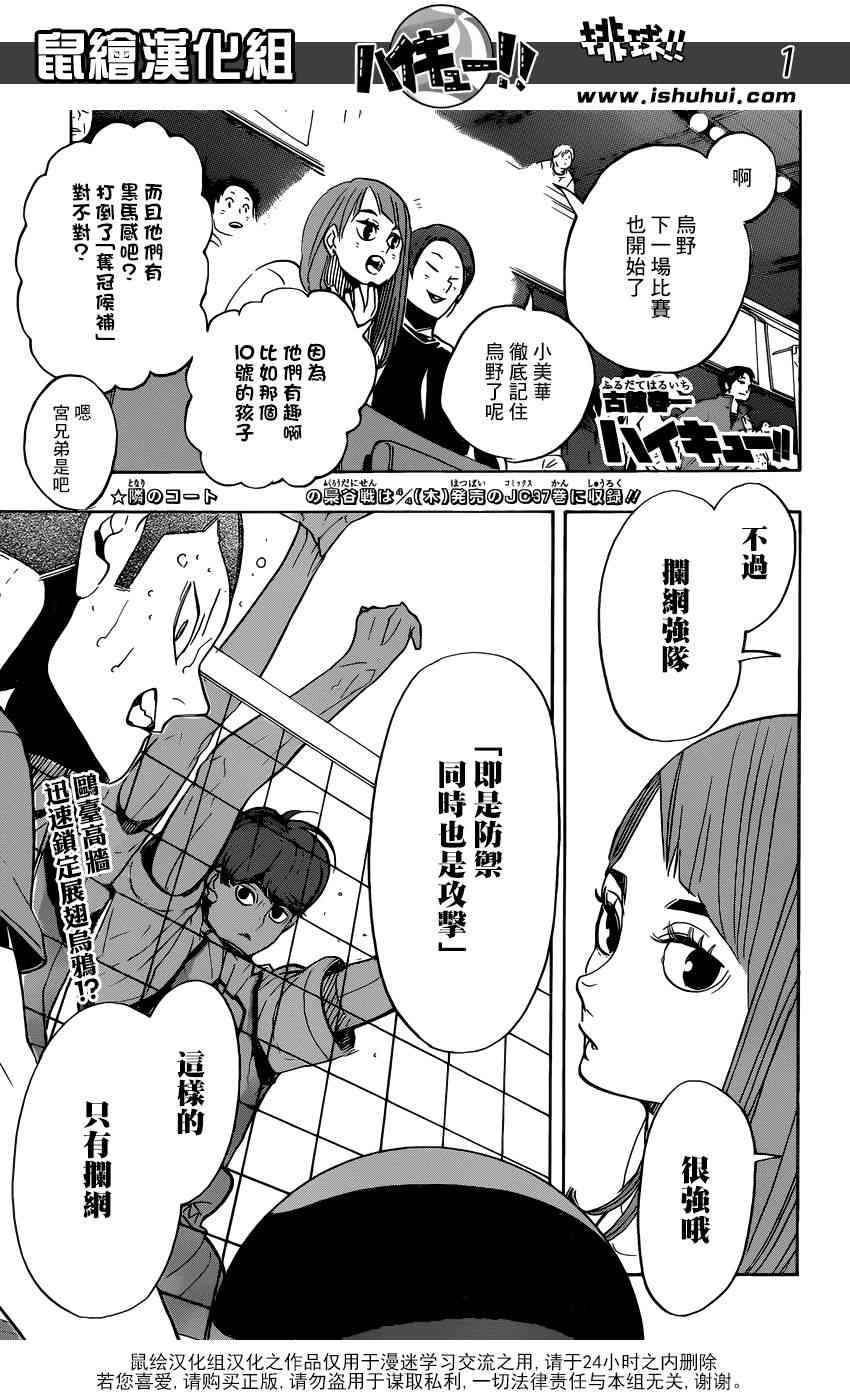 鼠繪漢化組
ハイキュー!!
排球!!
1
www.ishuhui.com
啊
烏野
下一場比賽
也開始了
小美華
徹底記住
烏野了呢
因為
他們有趣啊
比如那個
10號的孩子
而且他們有
黑馬感吧?
打倒了「奪冠候補」
對不對?
嗯
宮兄弟是吧
ふるだてはるいち
古舘春一
ハイキュー!!
★隣のコート
の梟谷戦は4/4(木)発売のJC37巻に収録!!
不過
攔網強隊
很強哦
「即是防禦
同時也是攻擊」
鷗臺高牆
迅速鎖定展翅烏鴉!?
這樣的
只有攔網
鼠绘汉化组汉化之作品仅用于漫迷学习交流之用, 请于24小时之内删除
若您喜爱, 请购买正版, 请勿盗用于谋取私利, 一切法律责任与本组无关, 谢谢。